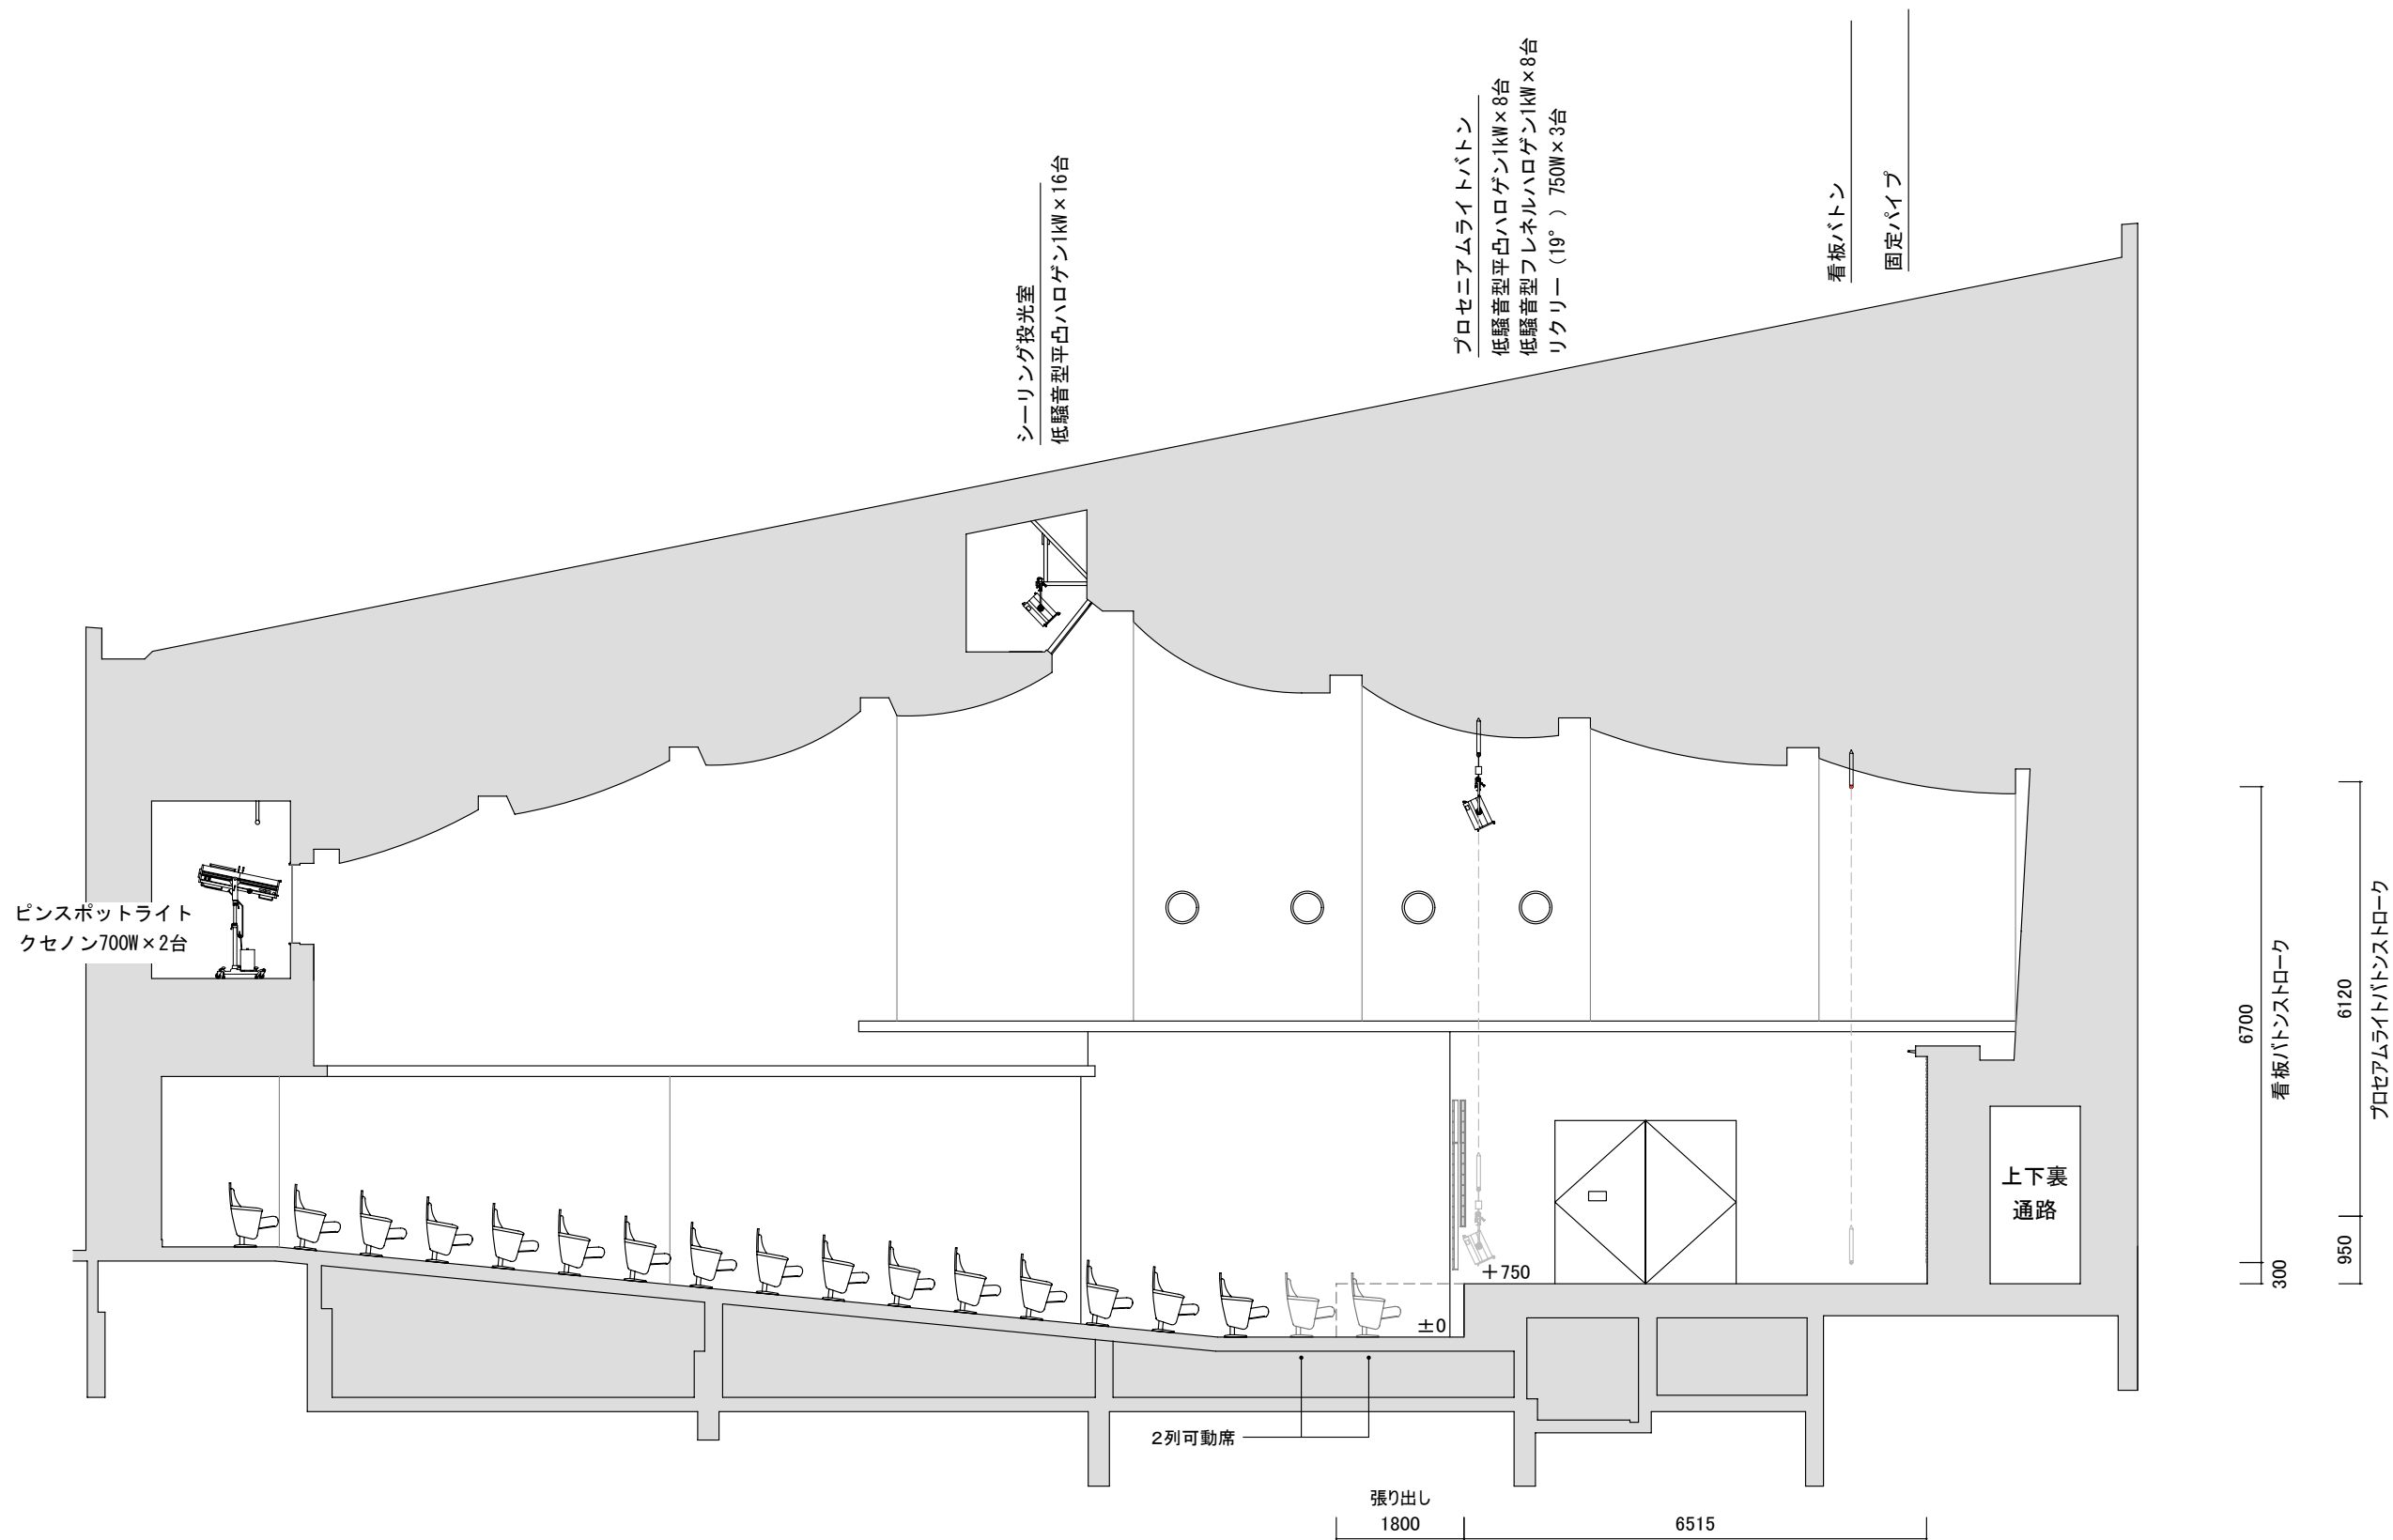 シーリング投光室
低騒音型平凸ハロゲン1kW×16台
プロセニアムライトバトン
低騒音型平凸ハロゲン1kW×8台
低騒音型フレネルハロゲン1kW×8台
リクリー（19°）750W×3台
看板バトン
固定パイプ
ピンスポットライト
クセノン700W×2台
6700
300
看板バトンストローク
6120
950
プロセアムライトバトンストローク
上下裏
通路
＋750
±0
2列可動席
張り出し
1800
6515